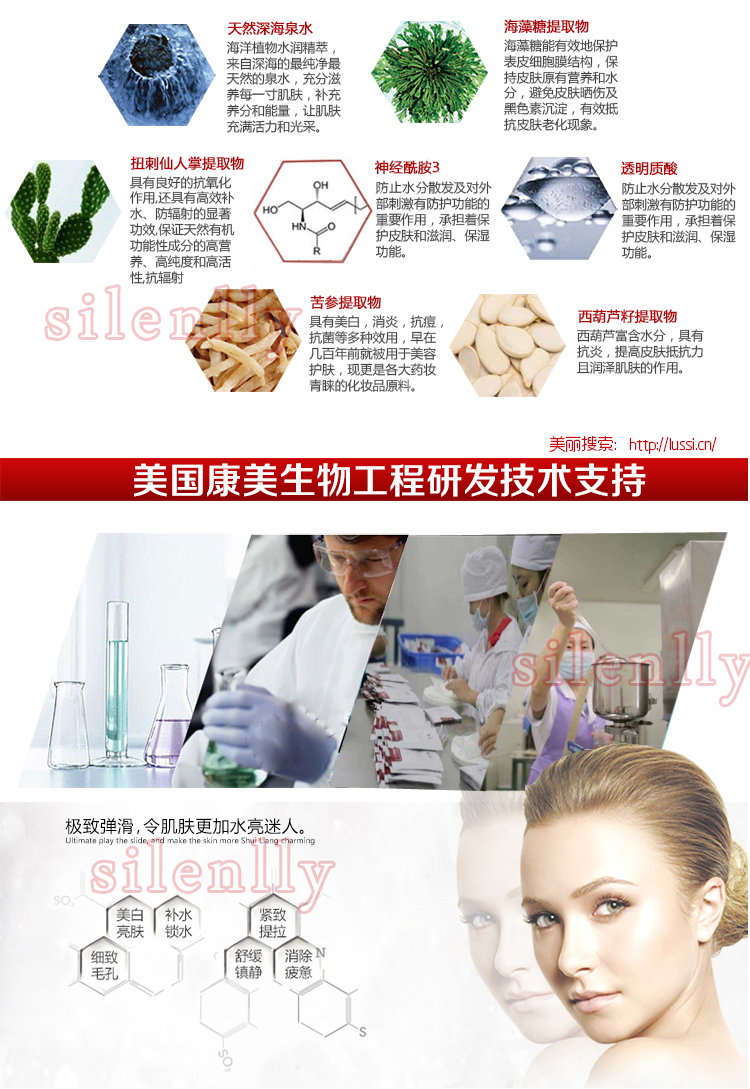 天然深海泉水
海洋植物水润精萃，
来自深海的最纯净最
天然的泉水，充分滋
养每一寸肌肤，补充
养分和能量，让肌肤
充满活力和光采。
海藻糖提取物
海藻糖能有效地保护
表皮细胞膜结构，保
持皮肤原有营养和水
分，避免皮肤晒伤及
黑色素沉淀，有效抵
抗皮肤老化现象。
扭刺仙人掌提取物
具有良好的抗氧化
作用,还具有高效补
水、防辐射的显著
功效,保证天然有机
功能性成分的高营
养、高纯度和高活
性,抗辐射
OH
HO
HN
O
R
神经酰胺3
防止水分散发及对外
部刺激有防护功能的
重要作用，承担着保
护皮肤和滋润、保湿
功能。
透明质酸
防止水分散发及对外
部刺激有防护功能的
重要作用，承担着保
护皮肤和滋润、保湿
功能。
silenlly
苦参提取物
具有美白，消炎，抗痘，
抗菌等多种效用，早在
几百年前就被用于美容
护肤，现更是各大药妆
青睐的化妆品原料。
西葫芦籽提取物
西葫芦富含水分，具有
抗炎，提高皮肤抵抗力
且润泽肌肤的作用。
美丽搜索: http://lussi.cn/
美国康美生物工程研发技术支持
silenlly
极致弹滑,令肌肤更加水亮迷人。
Ultimate play the slide,and make the skin more Shui Liang charming
silenlly
SO₃
美白
亮肤
补水
锁水
细致
毛孔
紧致
提拉
舒缓
镇静
消除
疲惫
N
S
SO₃